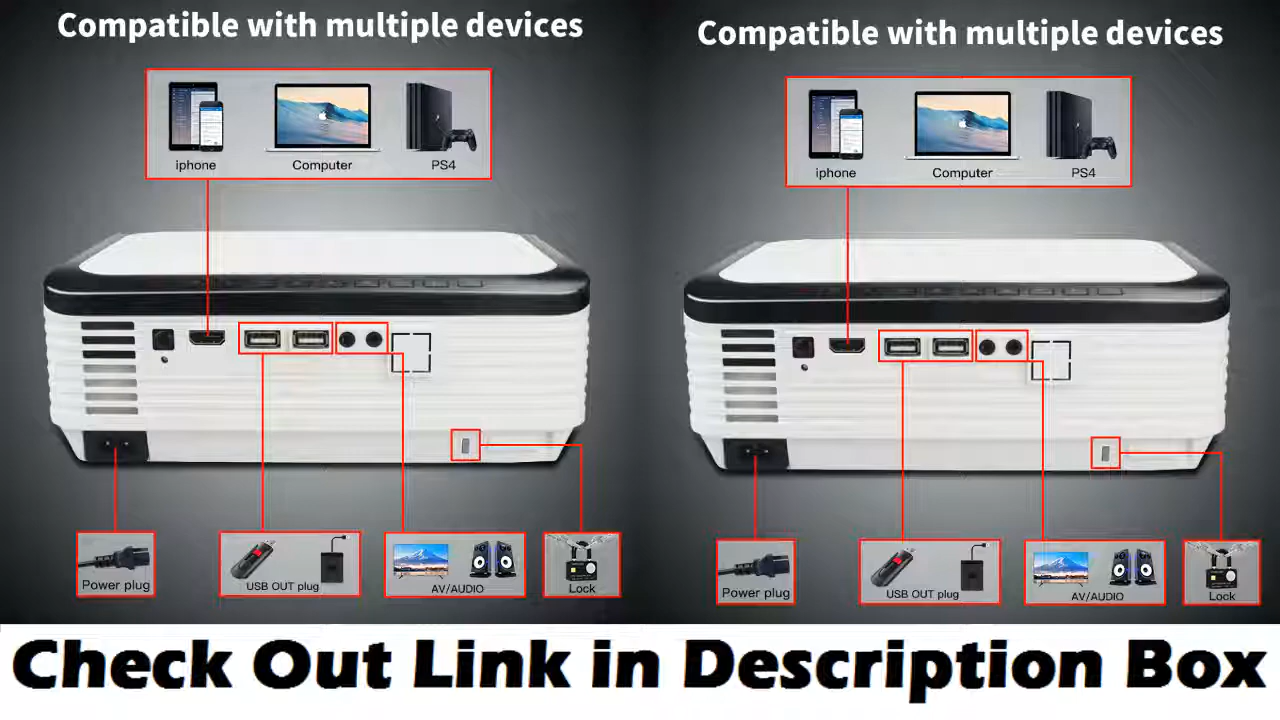 Compatible with multiple devices
iphone Computer PS4
Power plug USB OUT plug AV/AUDIO Lock
Compatible with multiple devices
iphone Computer PS4
Power plug USB OUT plug AV/AUDIO Lock
Check Out Link in Description Box